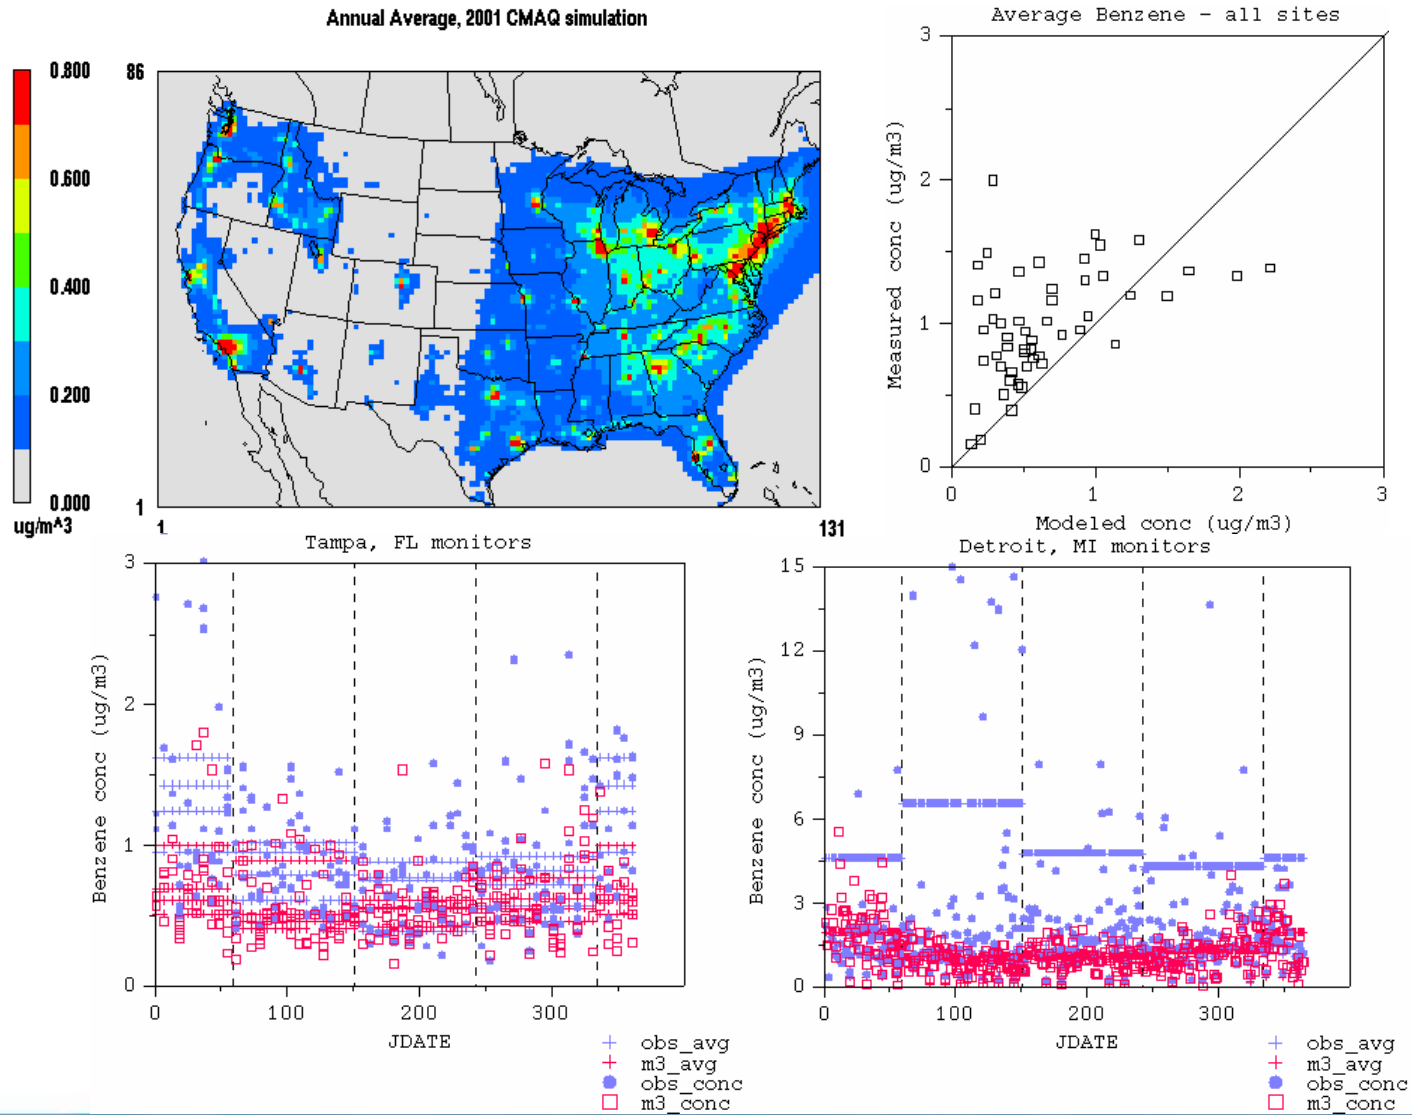 Annual Average, 2001 CMAQ simulation
0.800
0.600
0.400
0.200
0.000
ug/m^3
86
1
1
131
Average Benzene - all sites
Measured conc (ug/m3)
3
2
1
0
0
1
2
3
Modeled conc (ug/m3)
Tampa, FL monitors
Benzene conc (ug/m3)
3
2
1
0
0
100
200
300
JDATE
obs_avg
m3_avg
obs_conc
m3_conc
Detroit, MI monitors
Benzene conc (ug/m3)
15
12
9
6
3
0
0
100
200
300
JDATE
obs_avg
m3_avg
obs_conc
m3_conc